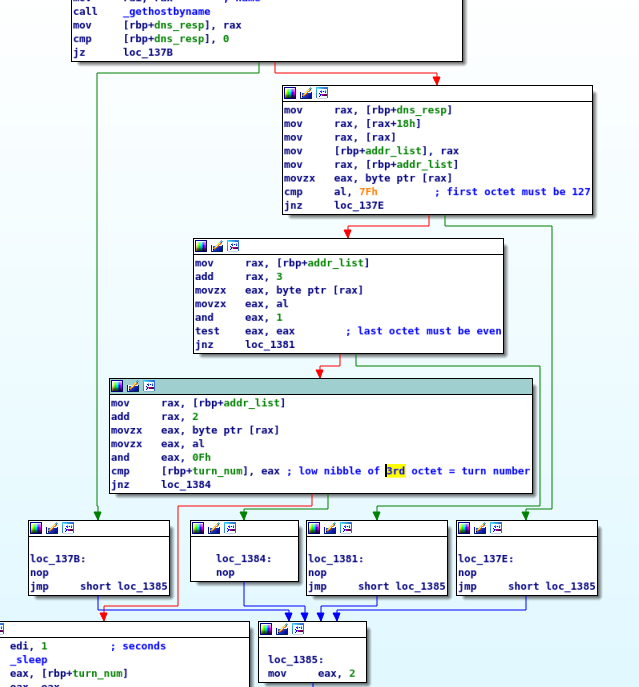 call     _gethostbyname
mov      [rbp+dns_resp], rax
cmp      [rbp+dns_resp], 0
jz       loc_137B
mov     rax, [rbp+dns_resp]
mov     rax, [rax+18h]
mov     rax, [rax]
mov     [rbp+addr_list], rax
mov     rax, [rbp+addr_list]
movzx   eax, byte ptr [rax]
cmp     al, 7Fh         ; first octet must be 127
jnz     loc_137E
mov     rax, [rbp+addr_list]
add     rax, 3
movzx   eax, byte ptr [rax]
movzx   eax, al
and     eax, 1
test    eax, eax        ; last octet must be even
jnz     loc_1381
mov     rax, [rbp+addr_list]
add     rax, 2
movzx   eax, byte ptr [rax]
movzx   eax, al
and     eax, 0Fh
cmp     [rbp+turn_num], eax ; low nibble of 3rd octet = turn number
jnz     loc_1384
loc_137B:
nop
jmp     short loc_1385
loc_1384:
nop
loc_1381:
nop
jmp     short loc_1385
loc_137E:
nop
jmp     short loc_1385
edi, 1          ; seconds
_sleep
eax, [rbp+turn_num]
loc_1385:
mov     eax, 2